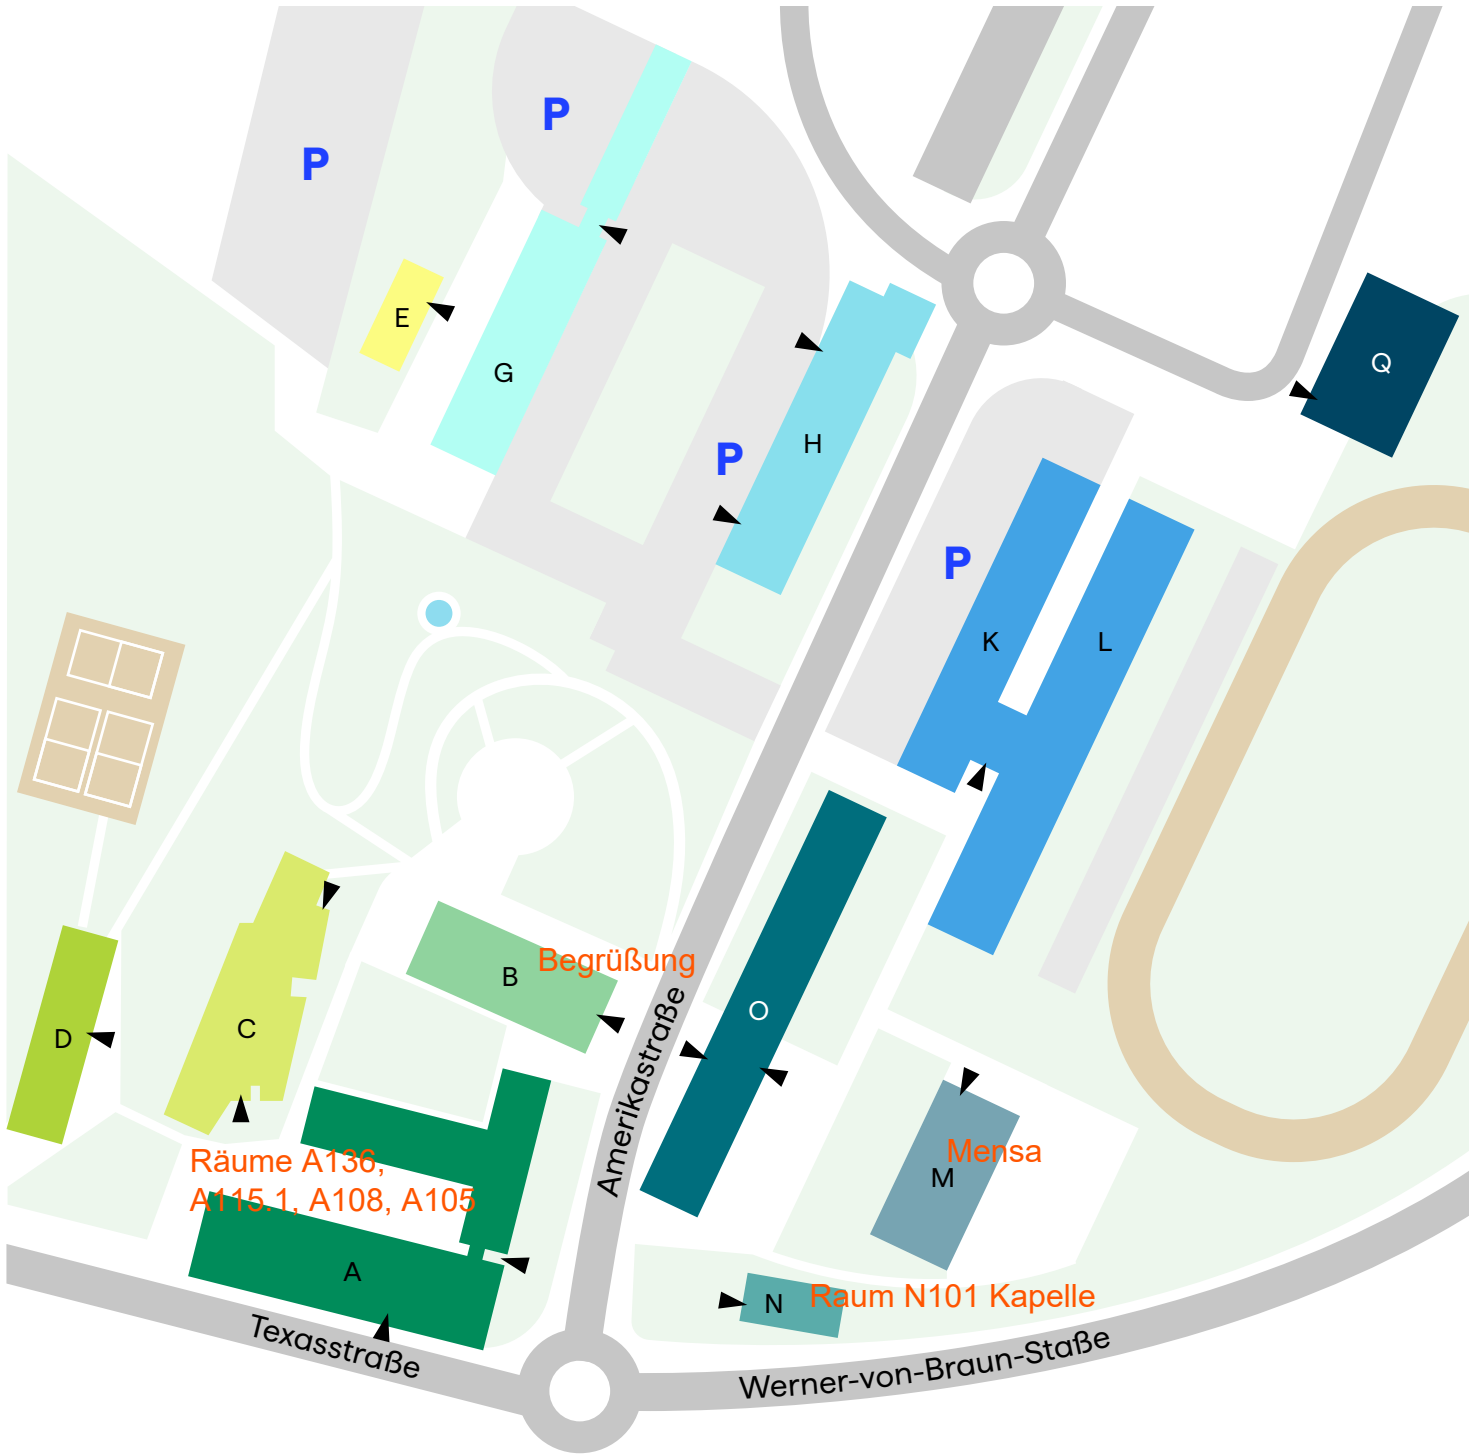 P
P
E
G
Q
H
P
P
K
L
Begrüßung
B
O
C
D
Amerikastraße
Räume A136,
A115.1, A108, A105
Mensa
M
A
Raum N101 Kapelle
N
Texasstraße
Werner-von-Braun-Staße